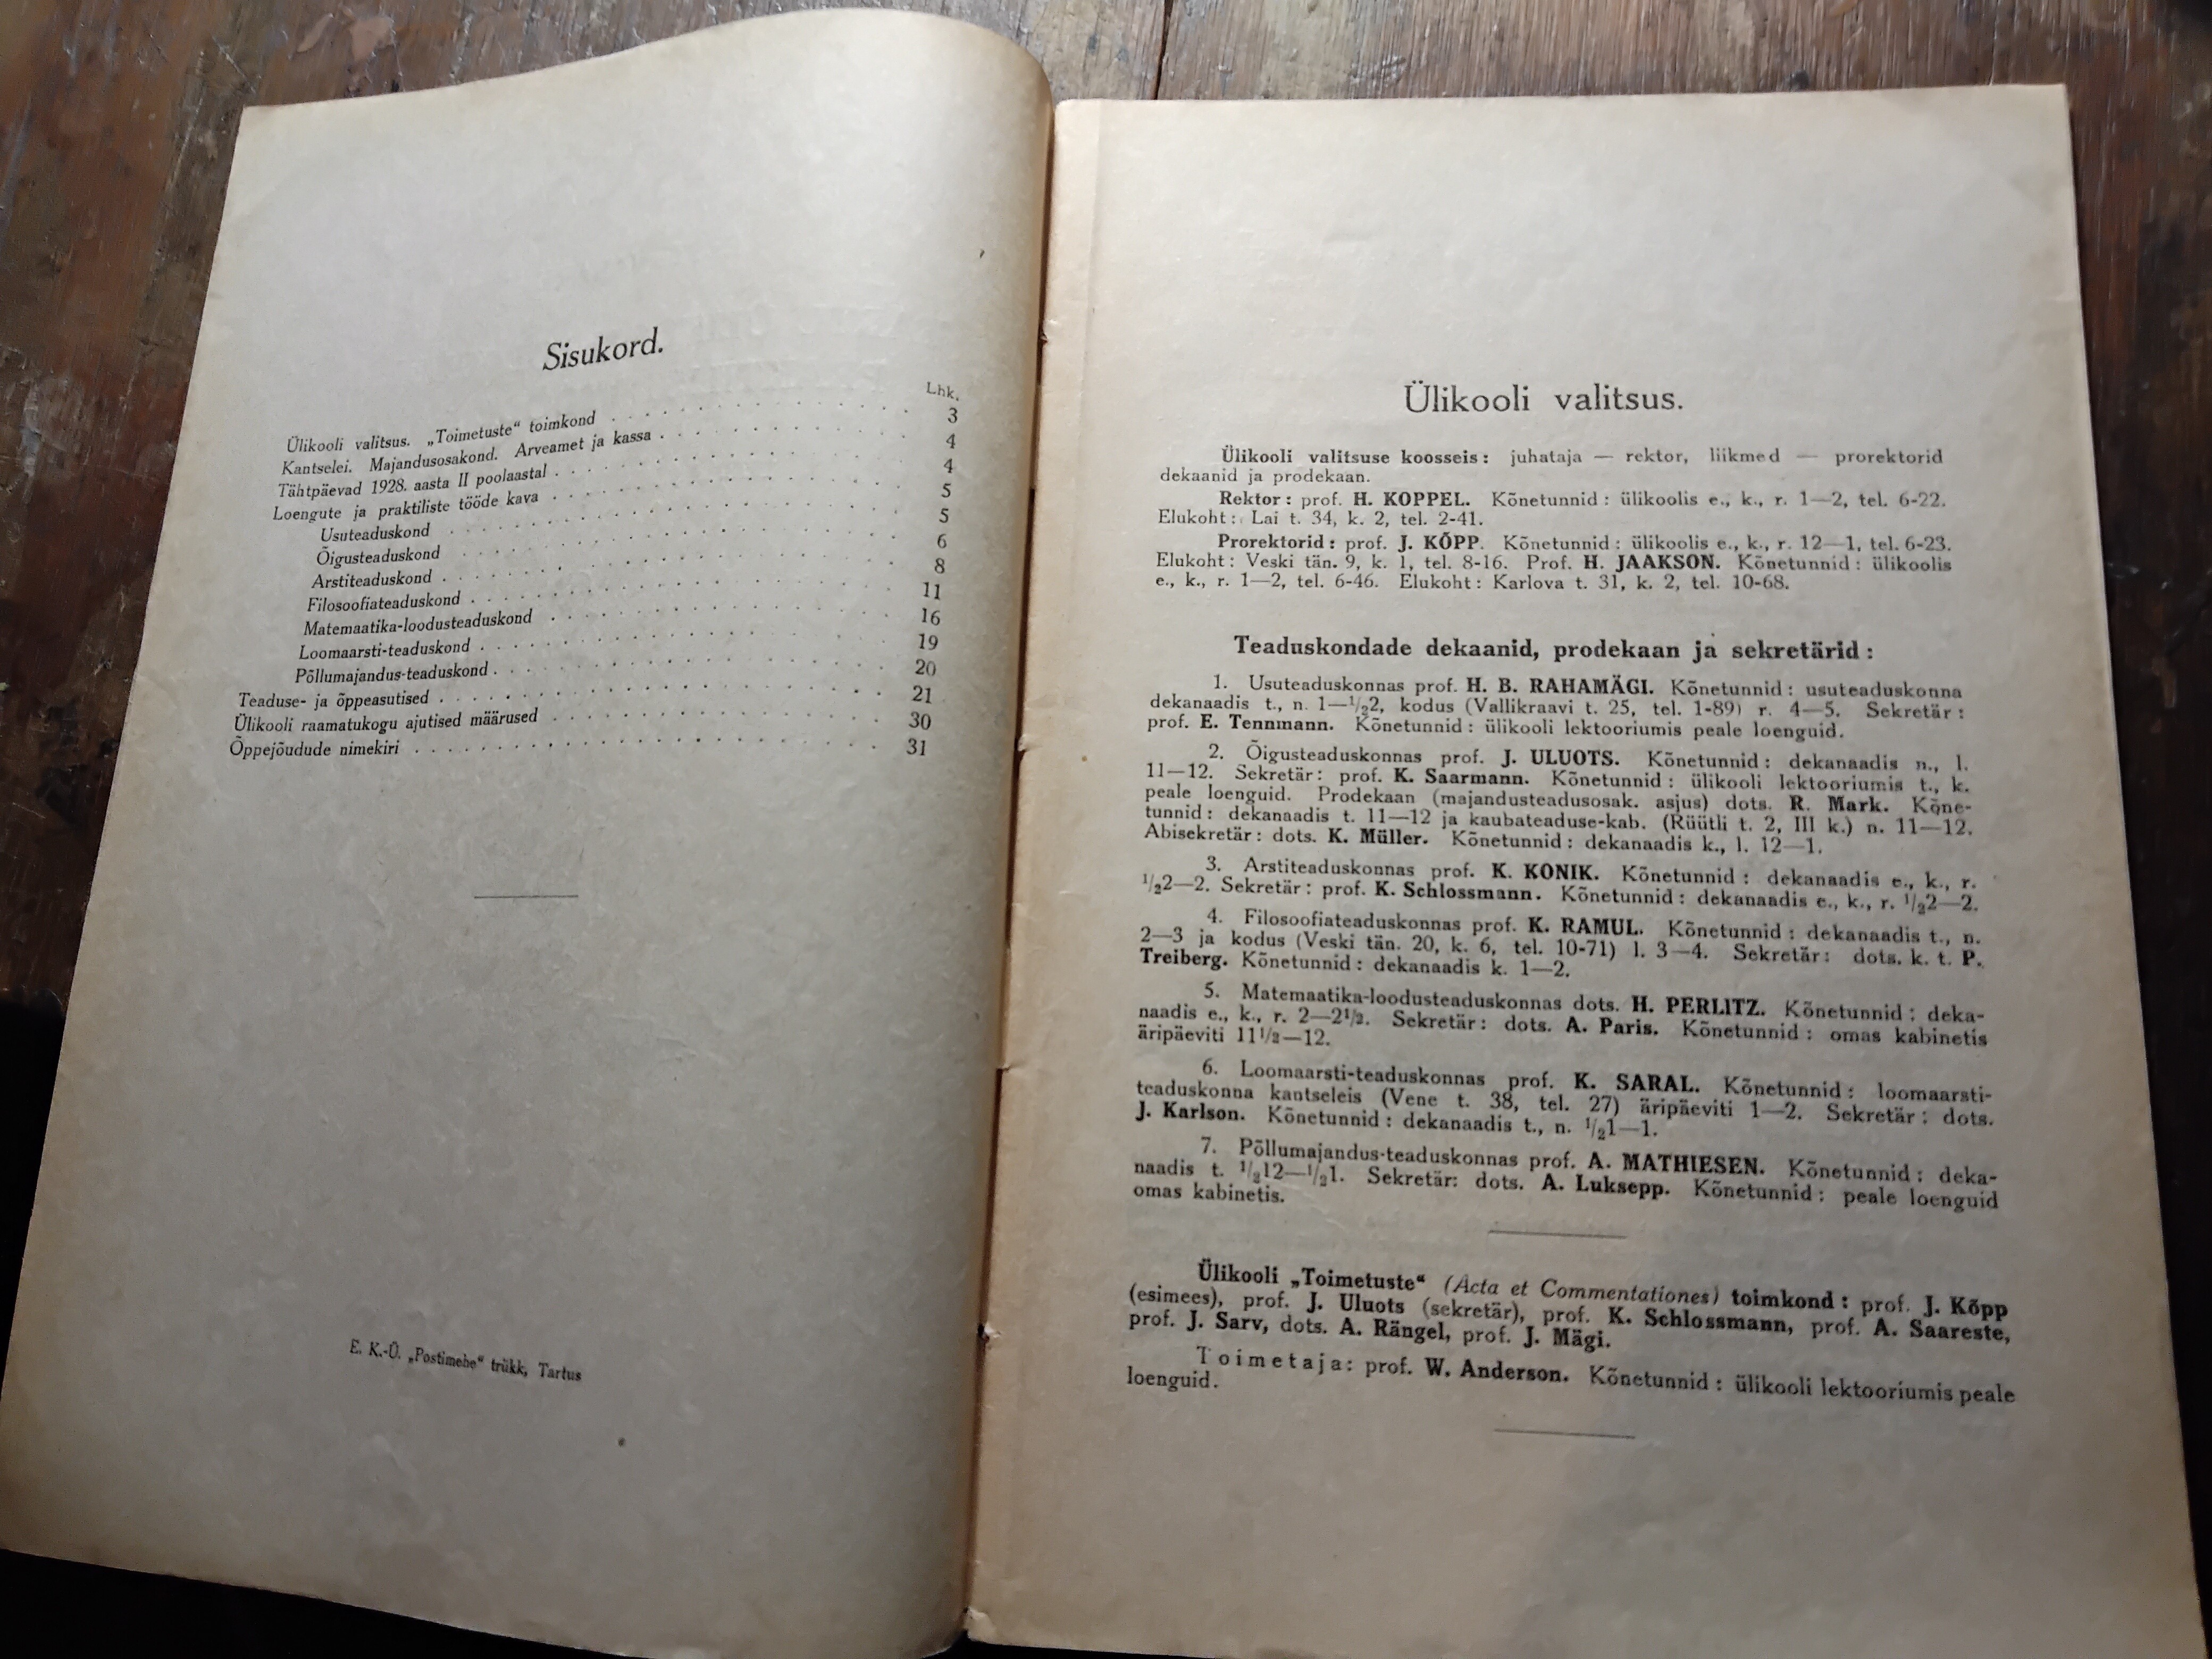 Sisukord.
Lhk.
Ülikooli valitsus. „Toimetuste“ toimkond . . . . . . . . . . . . . 3
Kantselei. Majandusosakond. Arveamet ja kassa . . . . . . . . . . . 4
Tähtpäevad 1928. aasta II poolaastal . . . . . . . . . . . . . . . 4
Loengute ja praktiliste tööde kava . . . . . . . . . . . . . . . . 5
Usuteaduskond . . . . . . . . . . . . . . . . . . . . 5
Õigusteaduskond . . . . . . . . . . . . . . . . . . . 6
Arstiteaduskond . . . . . . . . . . . . . . . . . . . 8
Filosoofiateaduskond . . . . . . . . . . . . . . . . . 11
Matemaatika-loodusteaduskond . . . . . . . . . . . . . 16
Loomaarsti-teaduskond . . . . . . . . . . . . . . . . 19
Põllumajandus-teaduskond . . . . . . . . . . . . . . . 20
Teaduse- ja õppeasutised . . . . . . . . . . . . . . . . . . 21
Ülikooli raamatukogu ajutised määrused . . . . . . . . . . . . . 30
Õppejõudude nimekiri . . . . . . . . . . . . . . . . . . . . 31
E. K.-Ü. „Postimehe“ trükk, Tartus
Ülikooli valitsus.
Ülikooli valitsuse koosseis: juhataja — rektor, liikmed — prorektorid
dekaanid ja prodekaan.
Rektor: prof. H. KOPPEL. Kõnetunnid: ülikoolis e., k., r. 1—2, tel. 6-22.
Elukoht: Lai t. 34, k. 2, tel. 2-41.
Prorektorid: prof. J. KÕPP. Kõnetunnid: ülikoolis e., k., r. 12—1, tel. 6-23.
Elukoht: Veski tän. 9, k. 1, tel. 8-16. Prof. H. JAAKSON. Kõnetunnid: ülikoolis
e., k., r. 1—2, tel. 6-46. Elukoht: Karlova t. 31, k. 2, tel. 10-68.
Teaduskondade dekaanid, prodekaan ja sekretärid:
1. Usuteaduskonnas prof. H. B. RAHAMÄGI. Kõnetunnid: usuteaduskonna
dekanaadis t., n. 1—1/22, kodus (Vallikraavi t. 25, tel. 1-89) r. 4—5. Sekretär:
prof. E. Tennmann. Kõnetunnid: ülikooli lektooriumis peale loenguid.
2. Õigusteaduskonnas prof. J. ULUOTS. Kõnetunnid: dekanaadis n., l.
11—12. Sekretär: prof. K. Saarmann. Kõnetunnid: ülikooli lektooriumis t., k.
peale loenguid. Prodekaan (majandusteadusosak. asjus) dots. R. Mark. Kõne-
tunnid: dekanaadis t. 11—12 ja kaubateaduse-kab. (Rüütli t. 2, III k.) n. 11—12.
Abisekretär: dots. K. Müller. Kõnetunnid: dekanaadis k., l. 12—1.
3. Arstiteaduskonnas prof. K. KONIK. Kõnetunnid: dekanaadis e., k., r.
1/22—2. Sekretär: prof. K. Schlossmann. Kõnetunnid: dekanaadis e., k., r. 1/22—2.
4. Filosoofiateaduskonnas prof. K. RAMUL. Kõnetunnid: dekanaadis t., n.
2—3 ja kodus (Veski tän. 20, k. 6, tel. 10-71) l. 3—4. Sekretär: dots. k. t. P.
Treiberg. Kõnetunnid: dekanaadis k. 1—2.
5. Matemaatika-loodusteaduskonnas dots. H. PERLITZ. Kõnetunnid: deka-
naadis e., k., r. 2—21/2. Sekretär: dots. A. Paris. Kõnetunnid: omas kabinetis
äripäeviti 111/2—12.
6. Loomaarsti-teaduskonnas prof. K. SARAL. Kõnetunnid: loomaarsti-
teaduskonna kantseleis (Vene t. 38, tel. 27) äripäeviti 1—2. Sekretär: dots.
J. Karlson. Kõnetunnid: dekanaadis t., n. 1/21—1.
7. Põllumajandus-teaduskonnas prof. A. MATHIESEN. Kõnetunnid: deka-
naadis t. 1/212—1/21. Sekretär: dots. A. Luksepp. Kõnetunnid: peale loenguid
omas kabinetis.
Ülikooli „Toimetuste“ (Acta et Commentationes) toimkond: prof. J. Kõpp
(esimees), prof. J. Uluots (sekretär), prof. K. Schlossmann, prof. A. Saareste,
prof. J. Sarv, dots. A. Rängel, prof. J. Mägi.
Toimetaja: prof. W. Anderson. Kõnetunnid: ülikooli lektooriumis peale
loenguid.